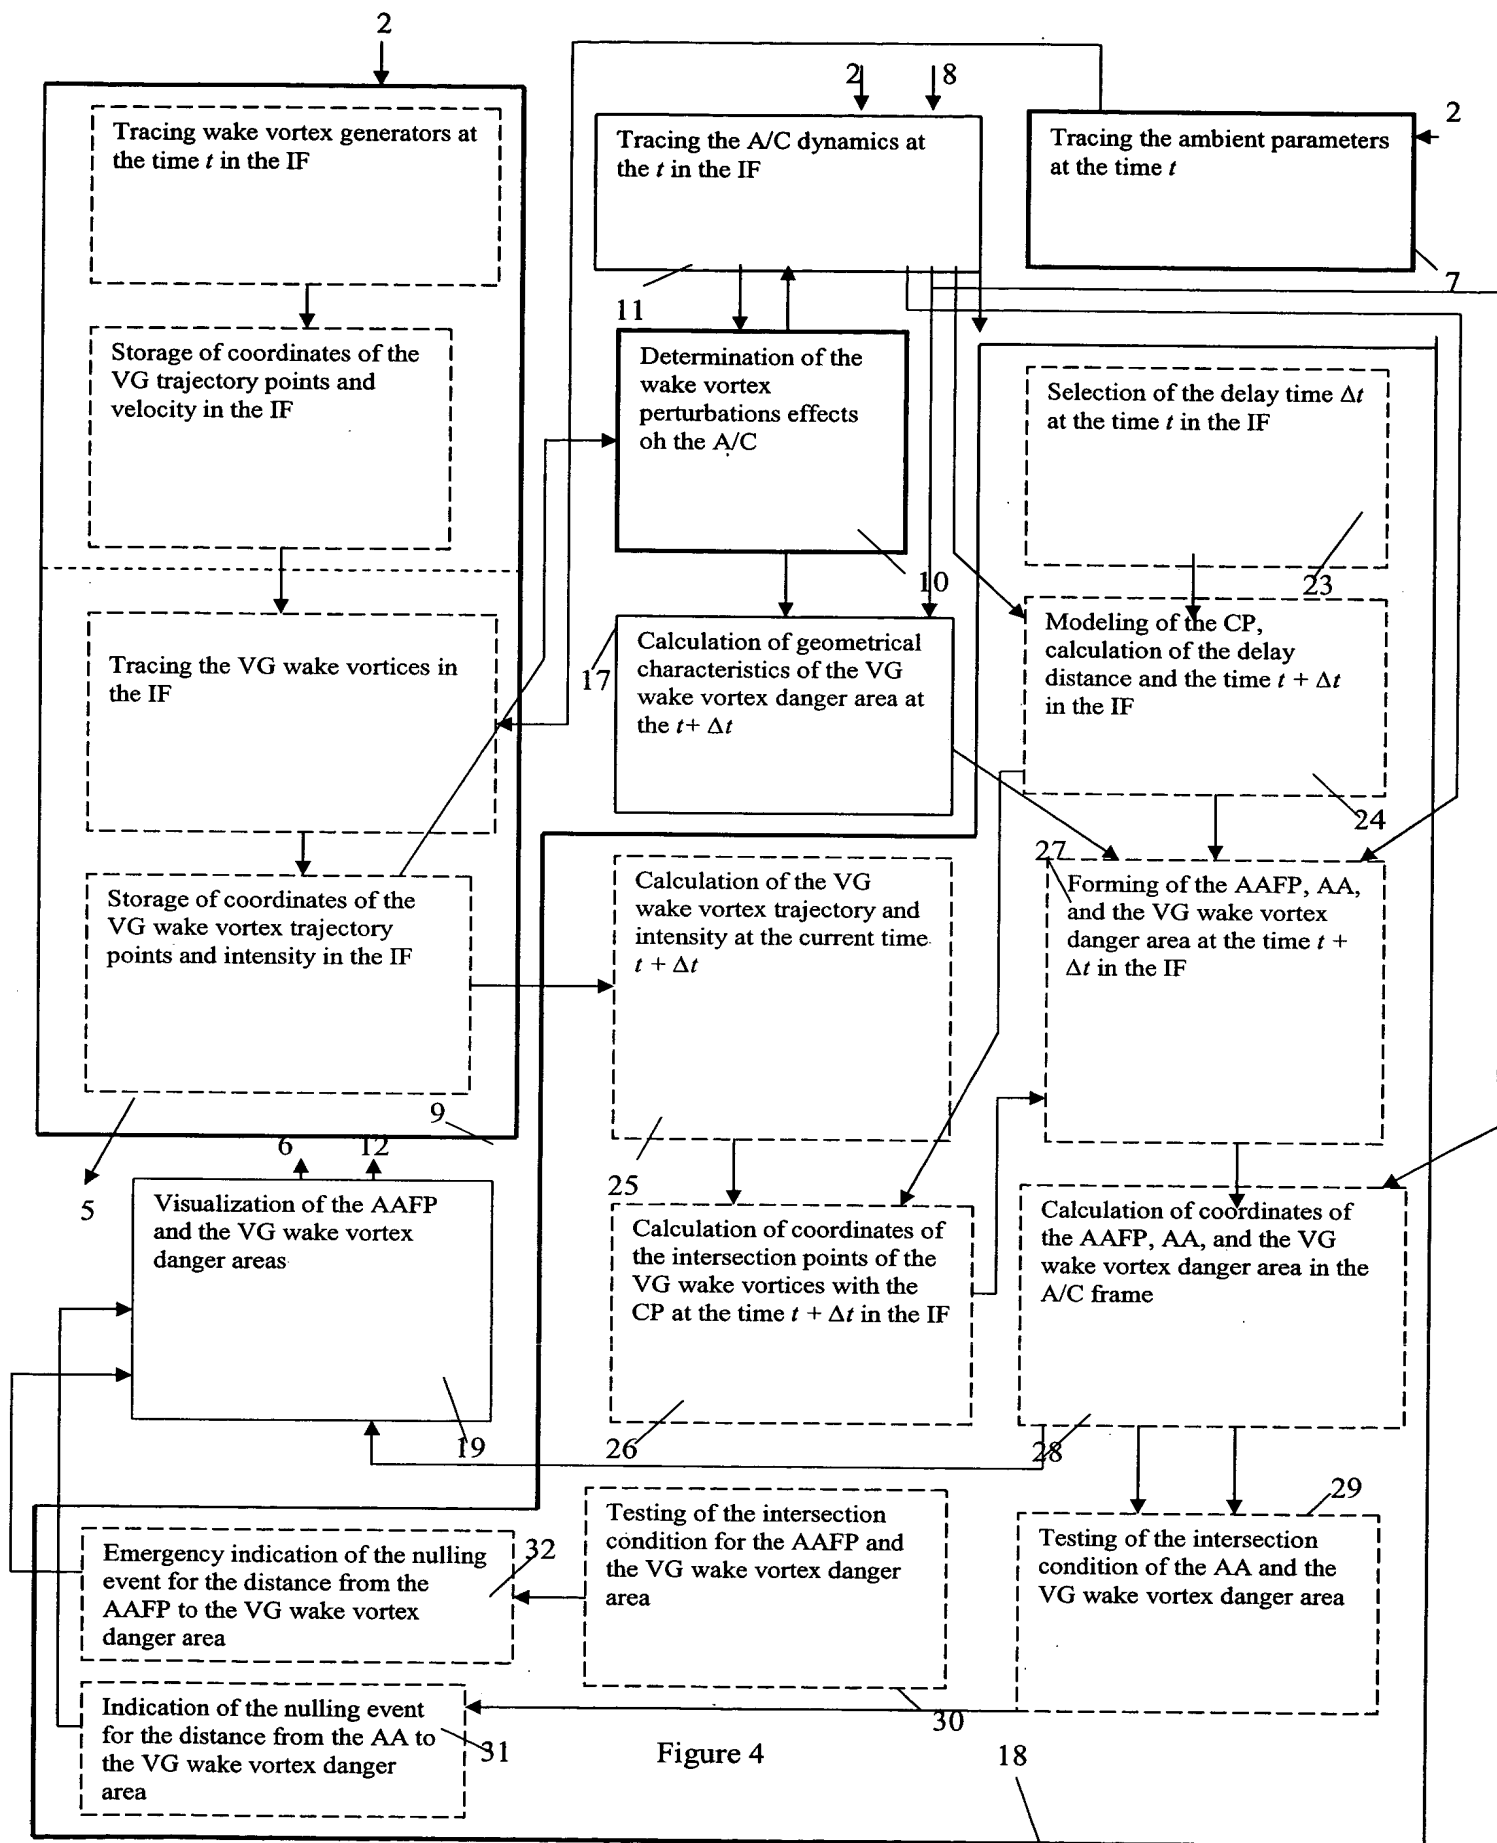 2
2
8
2
Tracing wake vortex generators at
the time t in the IF
Tracing the A/C dynamics at
the t in the IF
Tracing the ambient parameters
at the time t
7
11
Storage of coordinates of the
VG trajectory points and
velocity in the IF
Determination of the
wake vortex
perturbations effects
oh the A/C
10
Selection of the delay time Δt
at the time t in the IF
23
Tracing the VG wake vortices in
the IF
17
Calculation of geometrical
characteristics of the VG
wake vortex danger area at
the t+ Δt
Modeling of the CP,
calculation of the delay
distance and the time t + Δt
in the IF
24
Storage of coordinates of the
VG wake vortex trajectory
points and intensity in the IF
9
5
Calculation of the VG
wake vortex trajectory and
intensity at the current time
t + Δt
25
27
Forming of the AAFP, AA,
and the VG wake vortex
danger area at the time t +
Δt in the IF
6
12
Visualization of the AAFP
and the VG wake vortex
danger areas
19
Calculation of coordinates of
the intersection points of the
VG wake vortices with the
CP at the time t + Δt in the IF
26
Calculation of coordinates of
the AAFP, AA, and the VG
wake vortex danger area in the
A/C frame
28
Emergency indication of the nulling
event for the distance from the
AAFP to the VG wake vortex
danger area
32
Testing of the intersection
condition for the AAFP and
the VG wake vortex danger
area
30
29
Testing of the intersection
condition of the AA and the
VG wake vortex danger area
Indication of the nulling event
for the distance from the AA to
the VG wake vortex danger
area
31
Figure 4
18